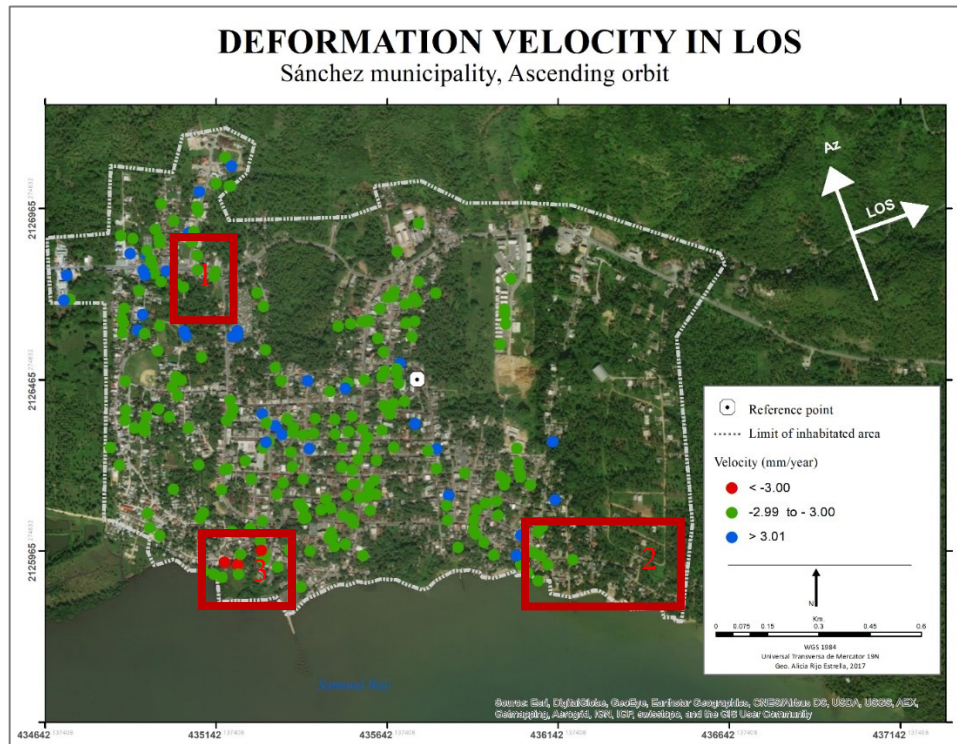 DEFORMATION VELOCITY IN LOS
Sánchez municipality, Ascending orbit
Az
LOS
2126965
2126465
2125965
1
2
3
Reference point
Limit of inhabitated area
Velocity (mm/year)
< -3.00
-2.99 to - 3.00
> 3.01
N
Km
0 0.075 0.15 0.3 0.45 0.6
WGS 1984
Universal Transversa de Mercator 19N
Geo. Alicia Rijo Estrella, 2017
Source: Esri, DigitalGlobe, GeoEye, Earthstar Geographics, CNES/Airbus DS, USDA, USGS, AEX,
Getmapping, Aerogrid, IGN, IGP, swisstopo, and the GIS User Community
434642 435142 435642 436142 436642 437142